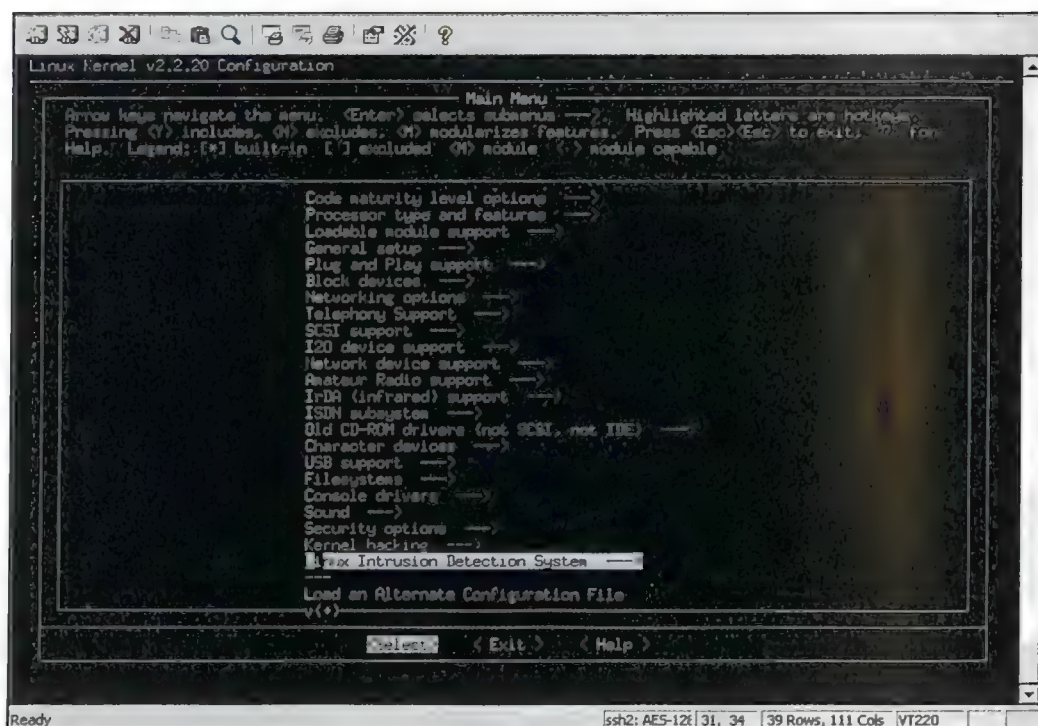 Linux Kernel v2.2.20 Configuration
Main Menu
Arrow keys navigate the menu. <Enter> selects submenus --->. Highlighted letters are hotkeys.
Pressing <Y> includes, <N> excludes, <M> modularizes features. Press <Esc><Esc> to exit, <?> for
Help. Legend: [*] built-in [ ] excluded <M> module < > module capable
Code maturity level options --->
Processor type and features --->
Loadable module support --->
General setup --->
Plug and Play support --->
Block devices --->
Networking options --->
Telephony Support --->
SCSI support --->
I2O device support --->
Network device support --->
Amateur Radio support --->
IrDA (infrared) support --->
ISDN subsystem --->
Old CD-ROM drivers (not SCSI, not IDE) --->
Character devices --->
USB support --->
Filesystems --->
Console drivers --->
Sound --->
Security options --->
Kernel hacking --->
Linux Intrusion Detection System --->
---
Load an Alternate Configuration File
v(+)
<Select> < Exit > < Help >
Ready ssh2: AES-128 31, 34 39 Rows, 111 Cols VT220